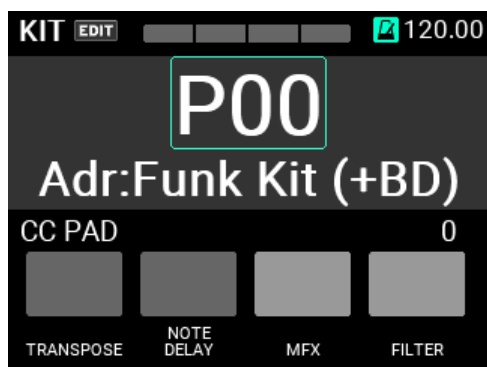 KIT EDIT 120.00
P00
Adr:Funk Kit (+BD)
CC PAD 0
TRANSPOSE NOTE DELAY MFX FILTER